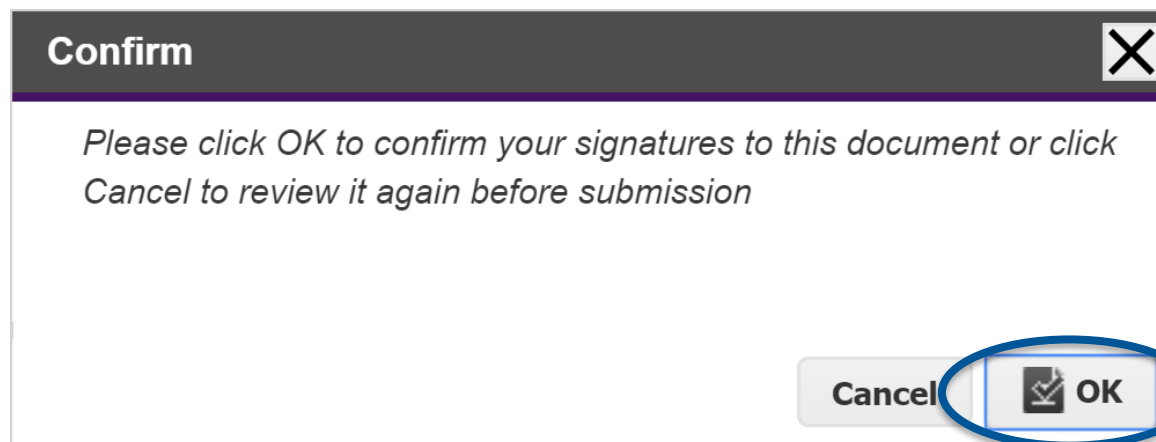 Confirm
Please click OK to confirm your signatures to this document or click
Cancel to review it again before submission
Cancel OK